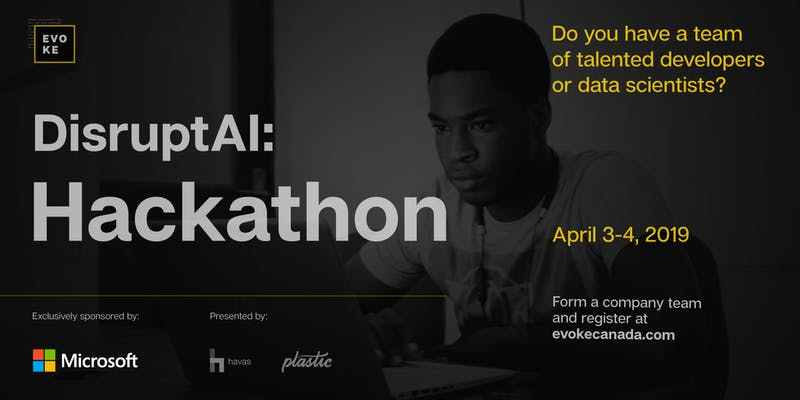 EVO
KE
DisruptAI:
Hackathon
Do you have a team
of talented developers
or data scientists?
April 3-4, 2019
Form a company team
and register at
evokecanada.com
Exclusively sponsored by:
Microsoft
Presented by:
havas
plastic